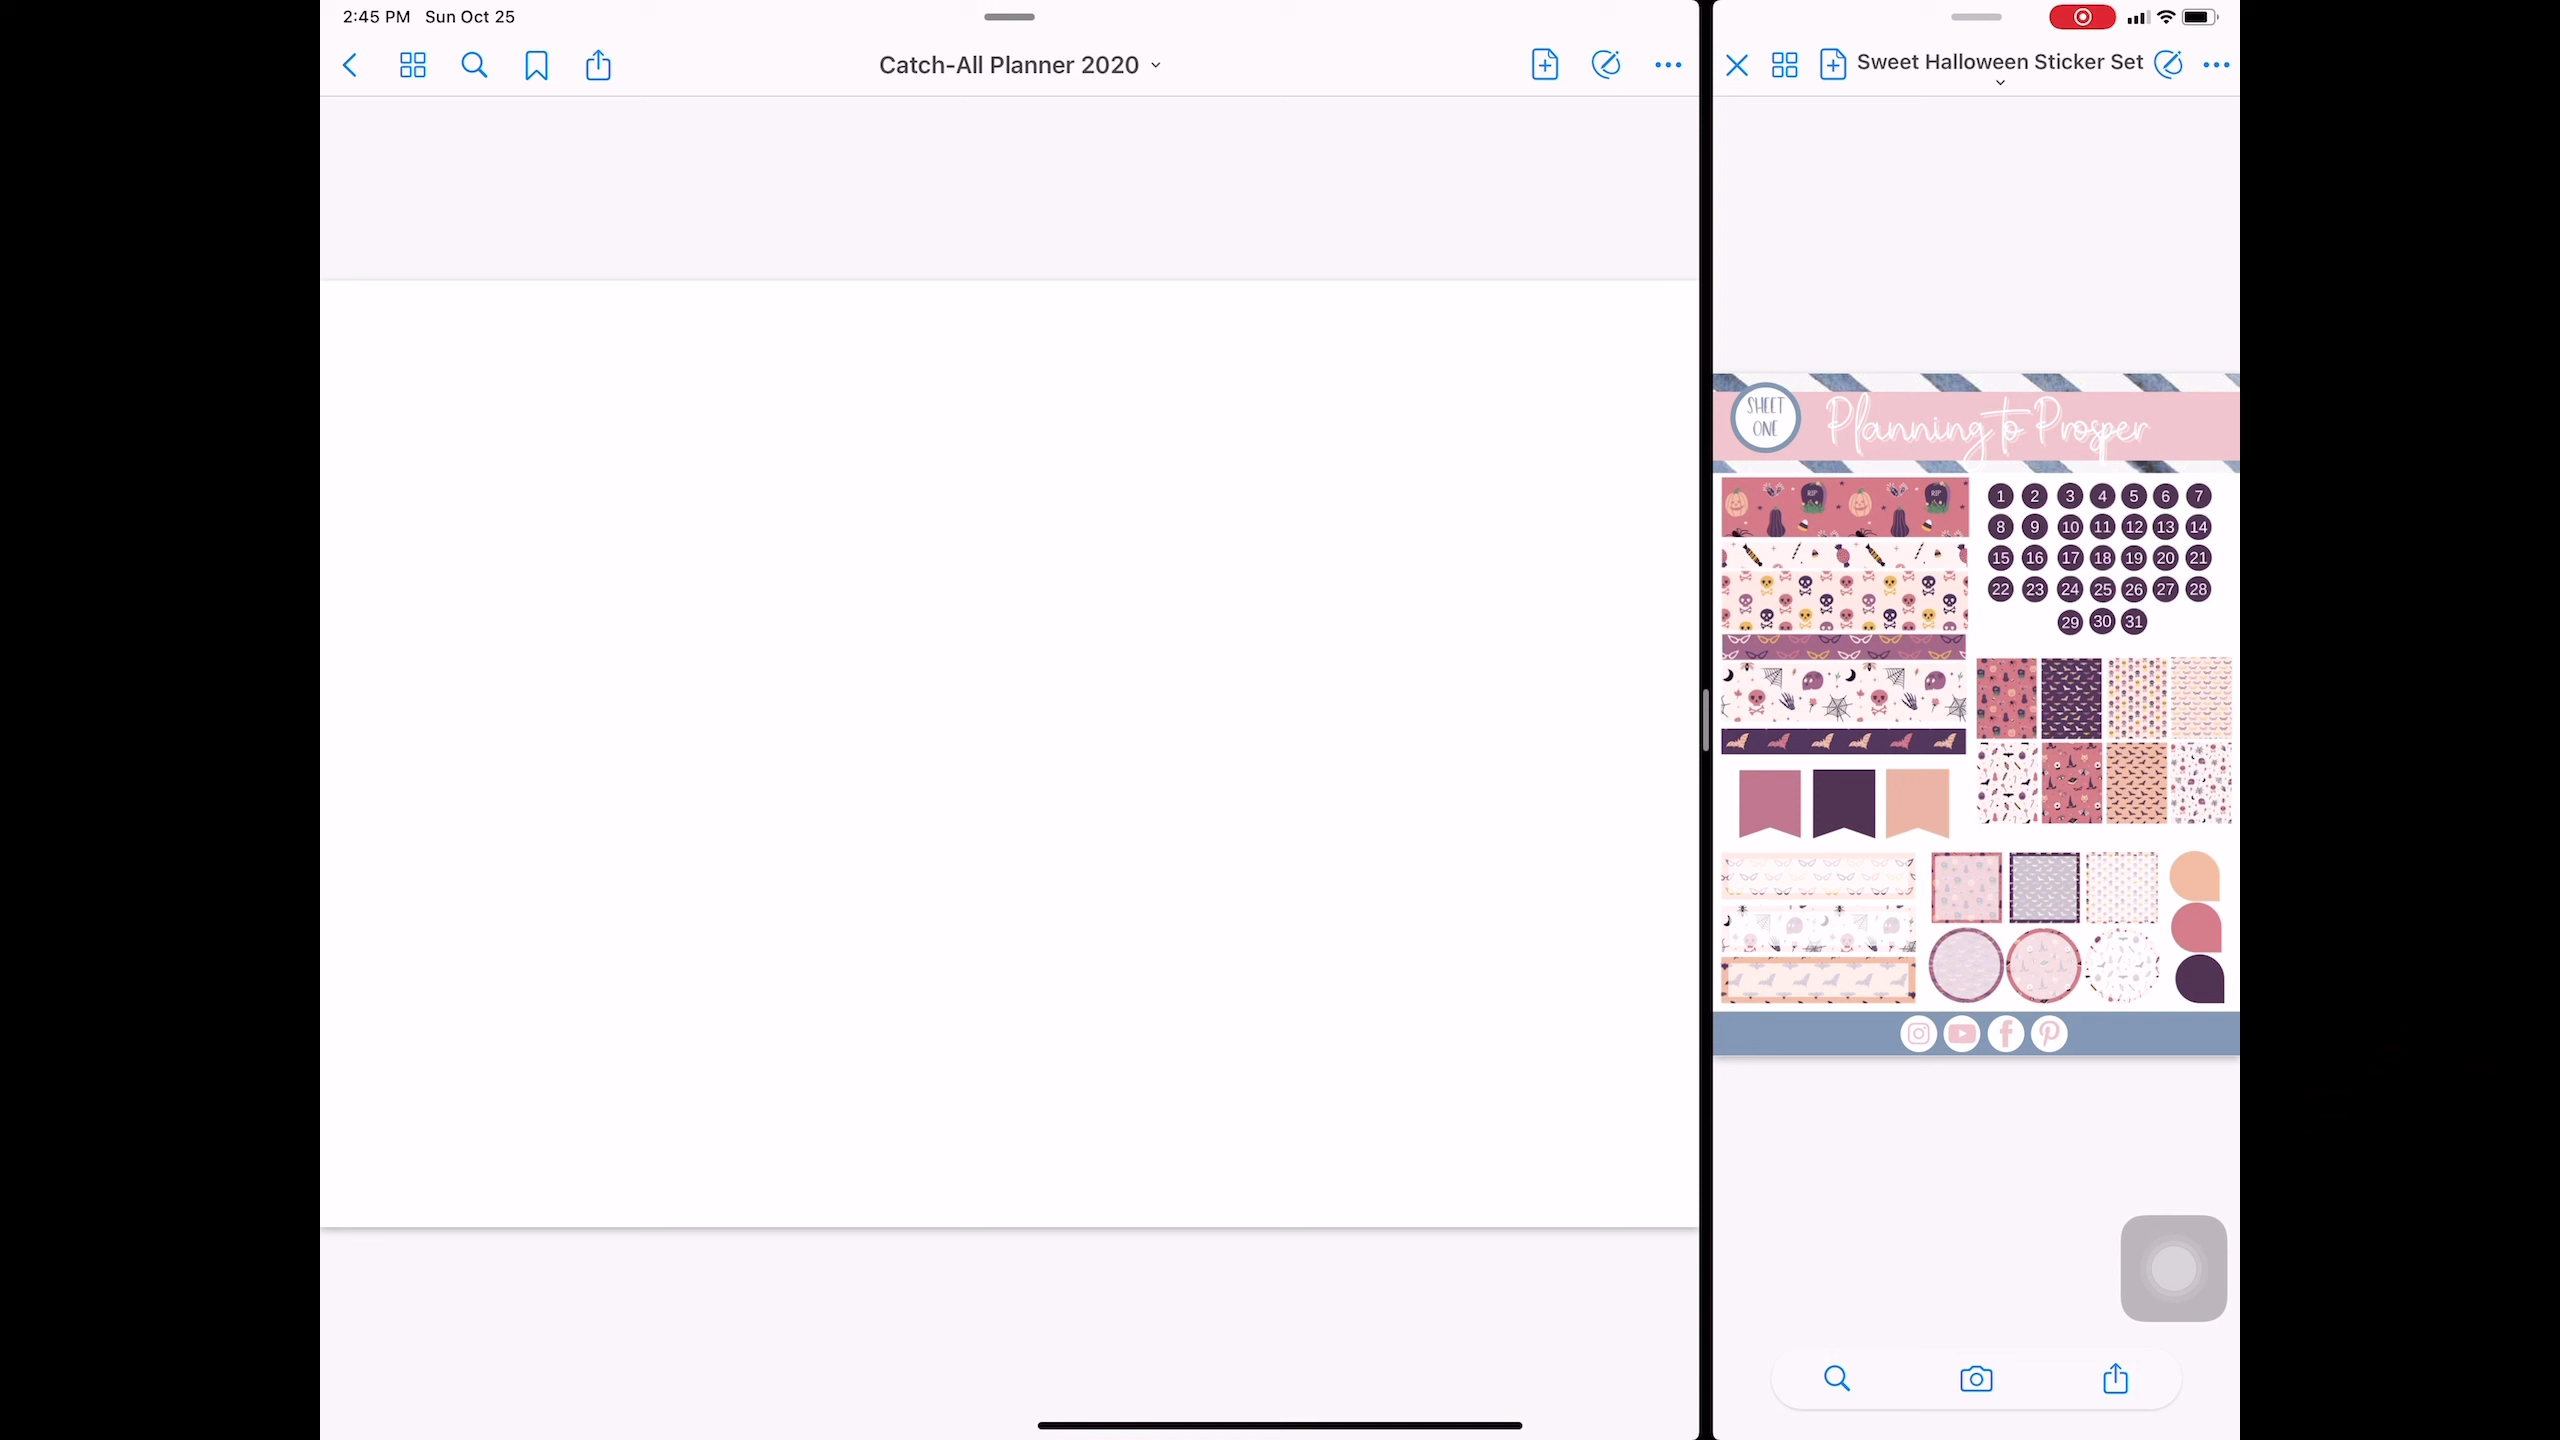 2:45 PM Sun Oct 25
Catch-All Planner 2020
Sweet Halloween Sticker Set
SHEET
ONE
Planning to Prosper
RIP RIP
1 2 3 4 5 6 7
8 9 10 11 12 13 14
15 16 17 18 19 20 21
22 23 24 25 26 27 28
29 30 31